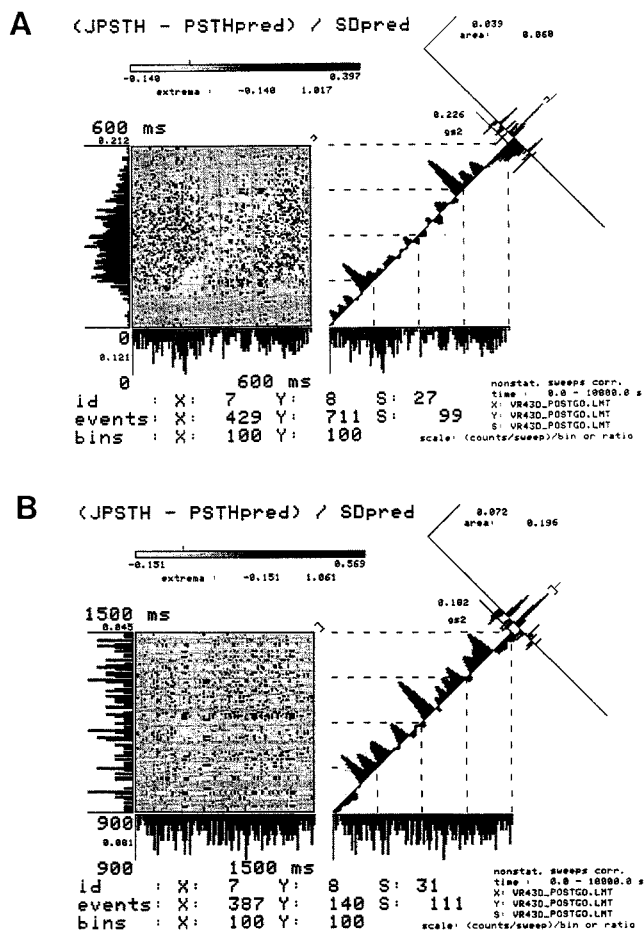 A
(JPSTH - PSTHpred) / SDpred
0.039
area: 0.060
-0.140 0.397
extrema : -0.140 1.017
0.226
gs2
600 ms
0.212
0
0.121
0 600 ms
id : X: 7 Y: 8 S: 27
events: X: 429 Y: 711 S: 99
bins : X: 100 Y: 100
nonstat. sweeps corr.
time : 0.0 - 10800.0 s
X: VR43D_POSTGO.LMT
Y: VR43D_POSTGO.LMT
S: VR43D_POSTGO.LMT
scale: (counts/sweep)/bin or ratio
B
(JPSTH - PSTHpred) / SDpred
0.072
area: 0.196
-0.151 0.569
extrema : -0.151 1.061
0.182
gs2
1500 ms
0.045
900
0.081
900 1500 ms
id : X: 7 Y: 8 S: 31
events: X: 387 Y: 140 S: 111
bins : X: 100 Y: 100
nonstat. sweeps corr.
time : 0.0 - 10800.0 s
X: VR43D_POSTGO.LMT
Y: VR43D_POSTGO.LMT
S: VR43D_POSTGO.LMT
scale: (counts/sweep)/bin or ratio